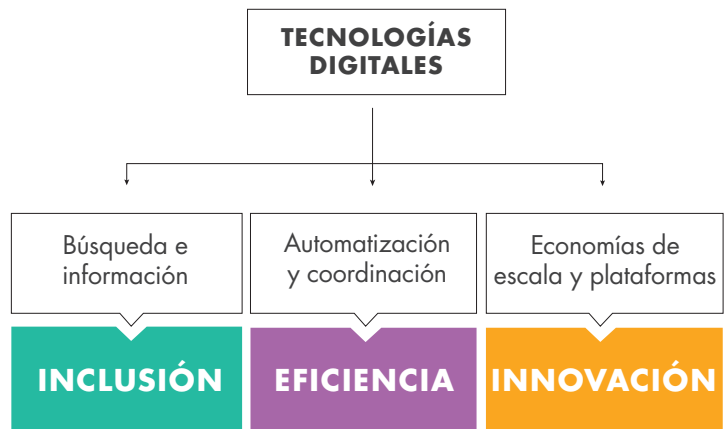 TECNOLOGÍAS
DIGITALES
Búsqueda e
información
Automatización
y coordinación
Economías de
escala y plataformas
INCLUSIÓN
EFICIENCIA
INNOVACIÓN